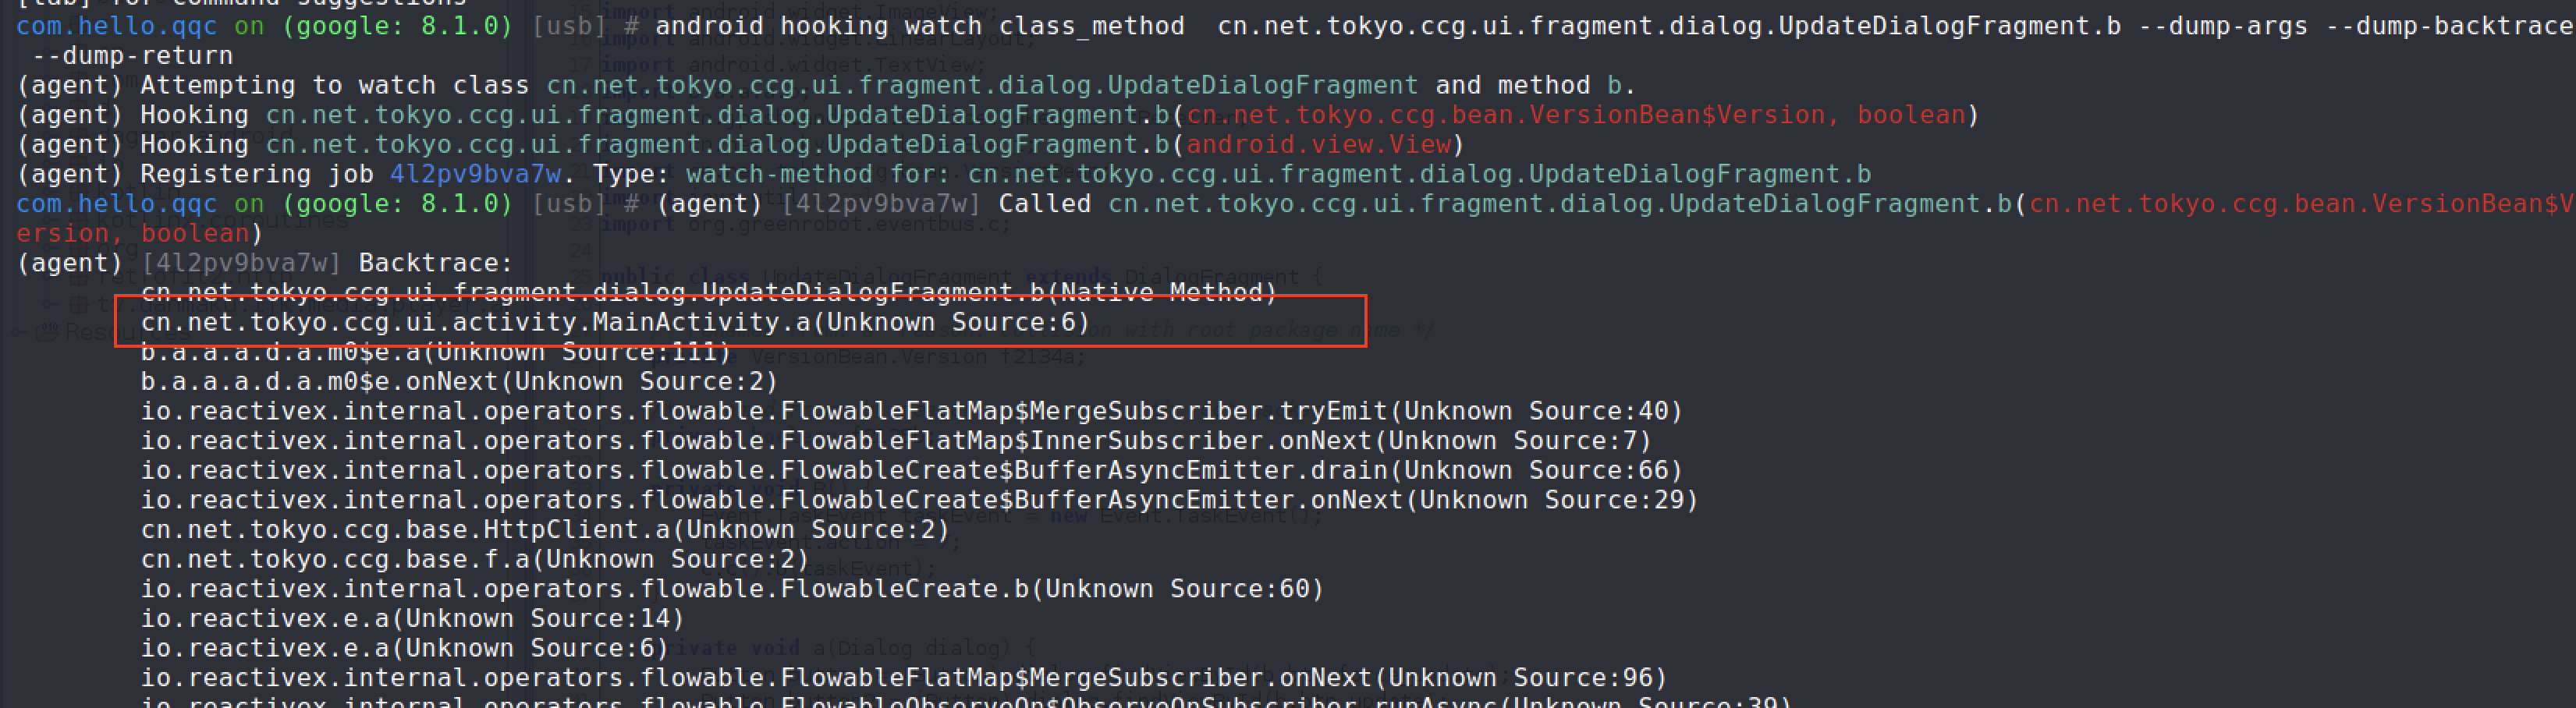 [tab] for command suggestions
com.hello.qqc on (google: 8.1.0) [usb] # android hooking watch class_method  cn.net.tokyo.ccg.ui.fragment.dialog.UpdateDialogFragment.b --dump-args --dump-backtrace
 --dump-return
(agent) Attempting to watch class cn.net.tokyo.ccg.ui.fragment.dialog.UpdateDialogFragment and method b.
(agent) Hooking cn.net.tokyo.ccg.ui.fragment.dialog.UpdateDialogFragment.b(cn.net.tokyo.ccg.bean.VersionBean$Version, boolean)
(agent) Hooking cn.net.tokyo.ccg.ui.fragment.dialog.UpdateDialogFragment.b(android.view.View)
(agent) Registering job 4l2pv9bva7w. Type: watch-method for: cn.net.tokyo.ccg.ui.fragment.dialog.UpdateDialogFragment.b
com.hello.qqc on (google: 8.1.0) [usb] # (agent) [4l2pv9bva7w] Called cn.net.tokyo.ccg.ui.fragment.dialog.UpdateDialogFragment.b(cn.net.tokyo.ccg.bean.VersionBean$V
ersion, boolean)
(agent) [4l2pv9bva7w] Backtrace:
cn.net.tokyo.ccg.ui.fragment.dialog.UpdateDialogFragment.b(Native Method)
cn.net.tokyo.ccg.ui.activity.MainActivity.a(Unknown Source:6)
b.a.a.a.d.a.m0$e.a(Unknown Source:111)
b.a.a.a.d.a.m0$e.onNext(Unknown Source:2)
io.reactivex.internal.operators.flowable.FlowableFlatMap$MergeSubscriber.tryEmit(Unknown Source:40)
io.reactivex.internal.operators.flowable.FlowableFlatMap$InnerSubscriber.onNext(Unknown Source:7)
io.reactivex.internal.operators.flowable.FlowableCreate$BufferAsyncEmitter.drain(Unknown Source:66)
io.reactivex.internal.operators.flowable.FlowableCreate$BufferAsyncEmitter.onNext(Unknown Source:29)
cn.net.tokyo.ccg.base.HttpClient.a(Unknown Source:2)
cn.net.tokyo.ccg.base.f.a(Unknown Source:2)
io.reactivex.internal.operators.flowable.FlowableCreate.b(Unknown Source:60)
io.reactivex.e.a(Unknown Source:14)
io.reactivex.e.a(Unknown Source:6)
io.reactivex.internal.operators.flowable.FlowableFlatMap$MergeSubscriber.onNext(Unknown Source:96)
io.reactivex.internal.operators.flowable.FlowableObserveOn$ObserveOnSubscriber.runAsync(Unknown Source:39)